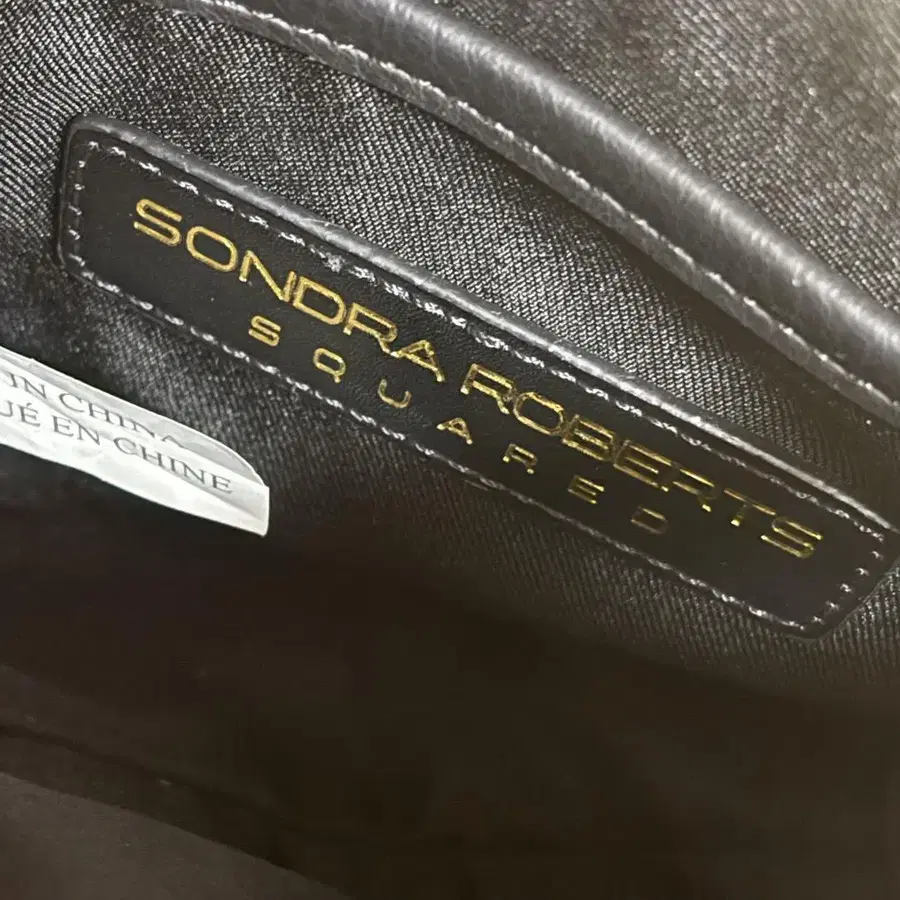 SONDRA ROBERTS
SQUARED
IN CHINA
UÉ EN CHINE